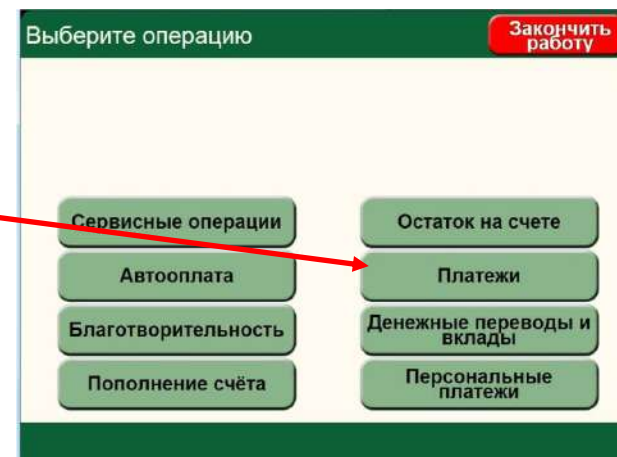 Выберите операцию
Закончить
работу
Сервисные операции
Остаток на счете
Автооплата
Платежи
Благотворительность
Денежные переводы и
вклады
Пополнение счёта
Персональные
платежи